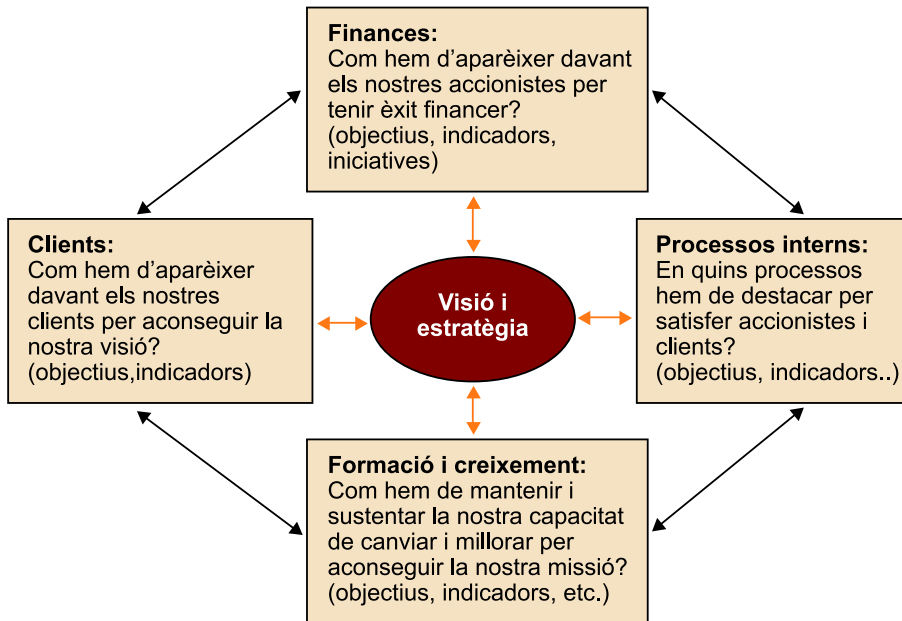 Finances:
Com hem d'aparèixer davant
els nostres accionistes per
tenir èxit financer?
(objectius, indicadors,
iniciatives)
Clients:
Com hem d'aparèixer
davant els nostres
clients per aconseguir la
nostra visió?
(objectius,indicadors)
Visió i
estratègia
Processos interns:
En quins processos
hem de destacar per
satisfer accionistes i
clients?
(objectius, indicadors..)
Formació i creixement:
Com hem de mantenir i
sustentar la nostra capacitat
de canviar i millorar per
aconseguir la nostra missió?
(objectius, indicadors, etc.)